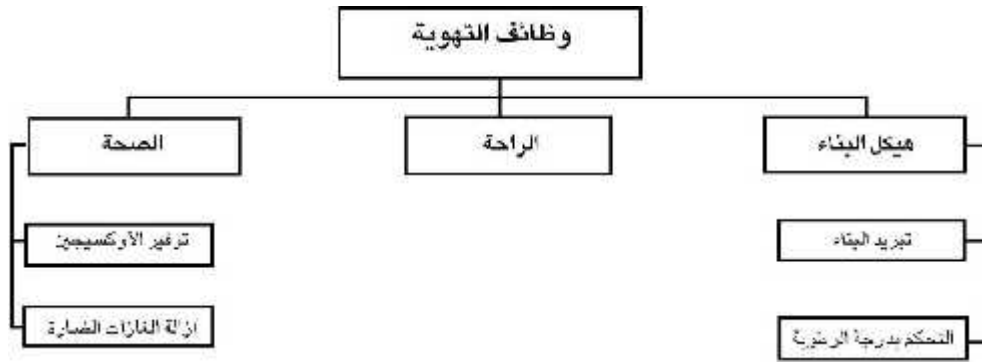 وظائف التهوية
هيكل البناء
الراحة
الصحة
تبريد البناء
توفير الأوكسيجين
التحكم بدرجة الرطوبة
ازالة الغازات الضارة